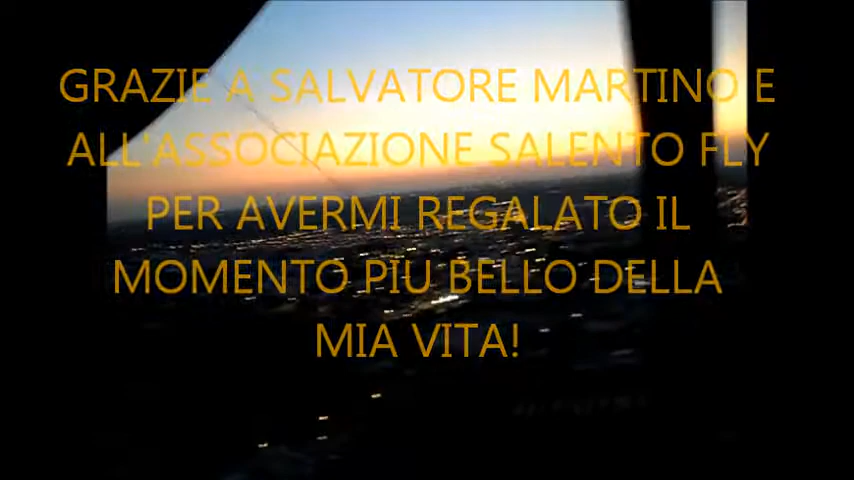 GRAZIE A SALVATORE MARTINO E
ALL'ASSOCIAZIONE SALENTO FLY
PER AVERMI REGALATO IL
MOMENTO PIU BELLO DELLA
MIA VITA!